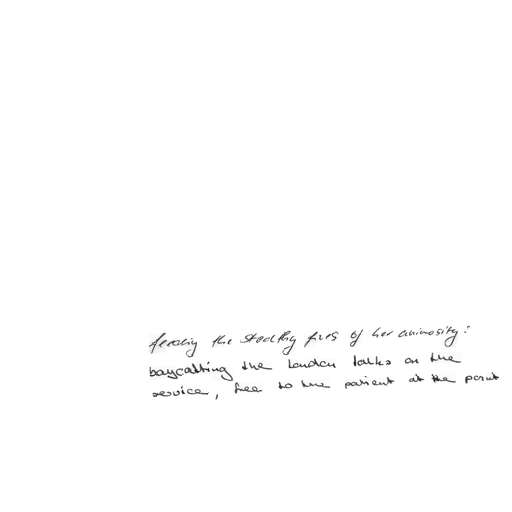 feeding the stealthy fires of her animosity:
boycotting the London talks on the
service, free to the patient at the point